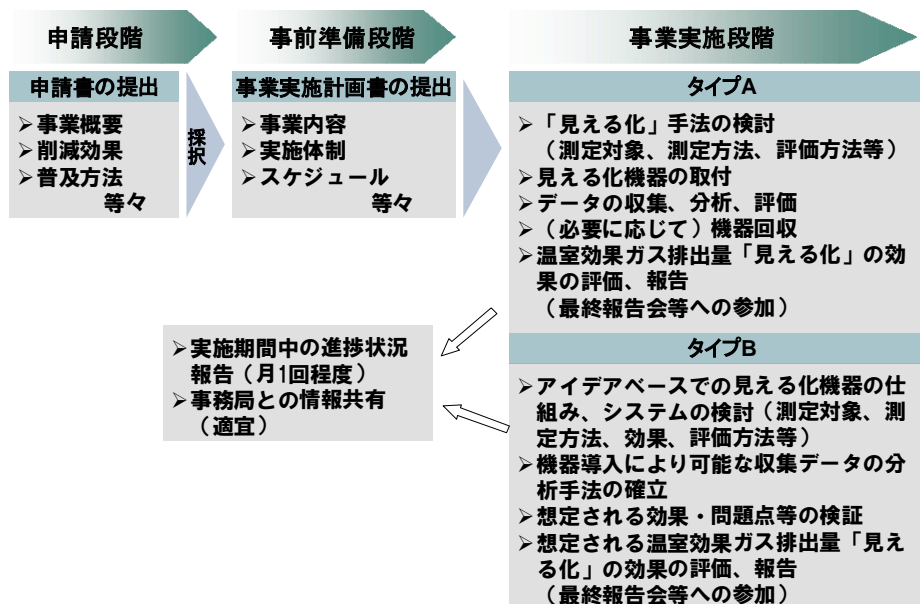 申請段階
事前準備段階
事業実施段階
申請書の提出
➢事業概要
➢削減効果
➢普及方法
等々
採択
事業実施計画書の提出
➢事業内容
➢実施体制
➢スケジュール
等々
タイプA
➢「見える化」手法の検討
（測定対象、測定方法、評価方法等）
➢見える化機器の取付
➢データの収集、分析、評価
➢（必要に応じて）機器回収
➢温室効果ガス排出量「見える化」の効
果の評価、報告
（最終報告会等への参加）
➢実施期間中の進捗状況
報告（月1回程度）
➢事務局との情報共有
（適宜）
タイプB
➢アイデアベースでの見える化機器の仕
組み、システムの検討（測定対象、測
定方法、効果、評価方法等）
➢機器導入により可能な収集データの分
析手法の確立
➢想定される効果・問題点等の検証
➢想定される温室効果ガス排出量「見え
る化」の効果の評価、報告
（最終報告会等への参加）